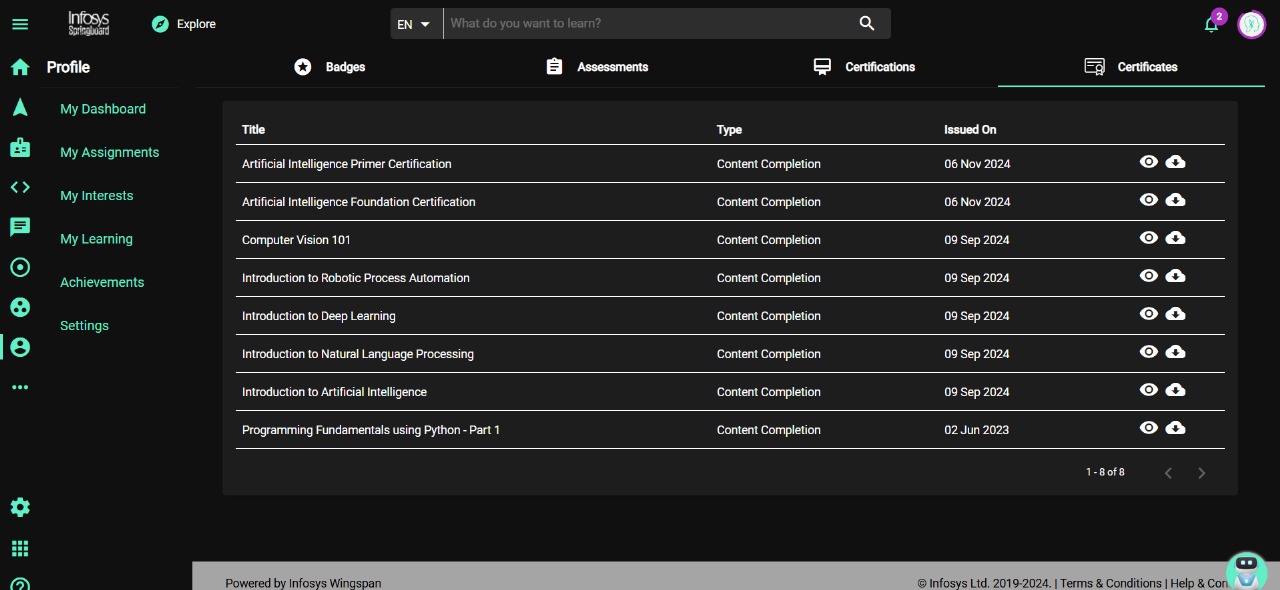 Infosys
Springboard
Explore
EN
What do you want to learn?
2
Profile
Badges
Assessments
Certifications
Certificates
My Dashboard
My Assignments
My Interests
My Learning
Achievements
Settings
Title Type Issued On
Artificial Intelligence Primer Certification Content Completion 06 Nov 2024
Artificial Intelligence Foundation Certification Content Completion 06 Nov 2024
Computer Vision 101 Content Completion 09 Sep 2024
Introduction to Robotic Process Automation Content Completion 09 Sep 2024
Introduction to Deep Learning Content Completion 09 Sep 2024
Introduction to Natural Language Processing Content Completion 09 Sep 2024
Introduction to Artificial Intelligence Content Completion 09 Sep 2024
Programming Fundamentals using Python - Part 1 Content Completion 02 Jun 2023
1 - 8 of 8
Powered by Infosys Wingspan
© Infosys Ltd. 2019-2024. | Terms & Conditions | Help &